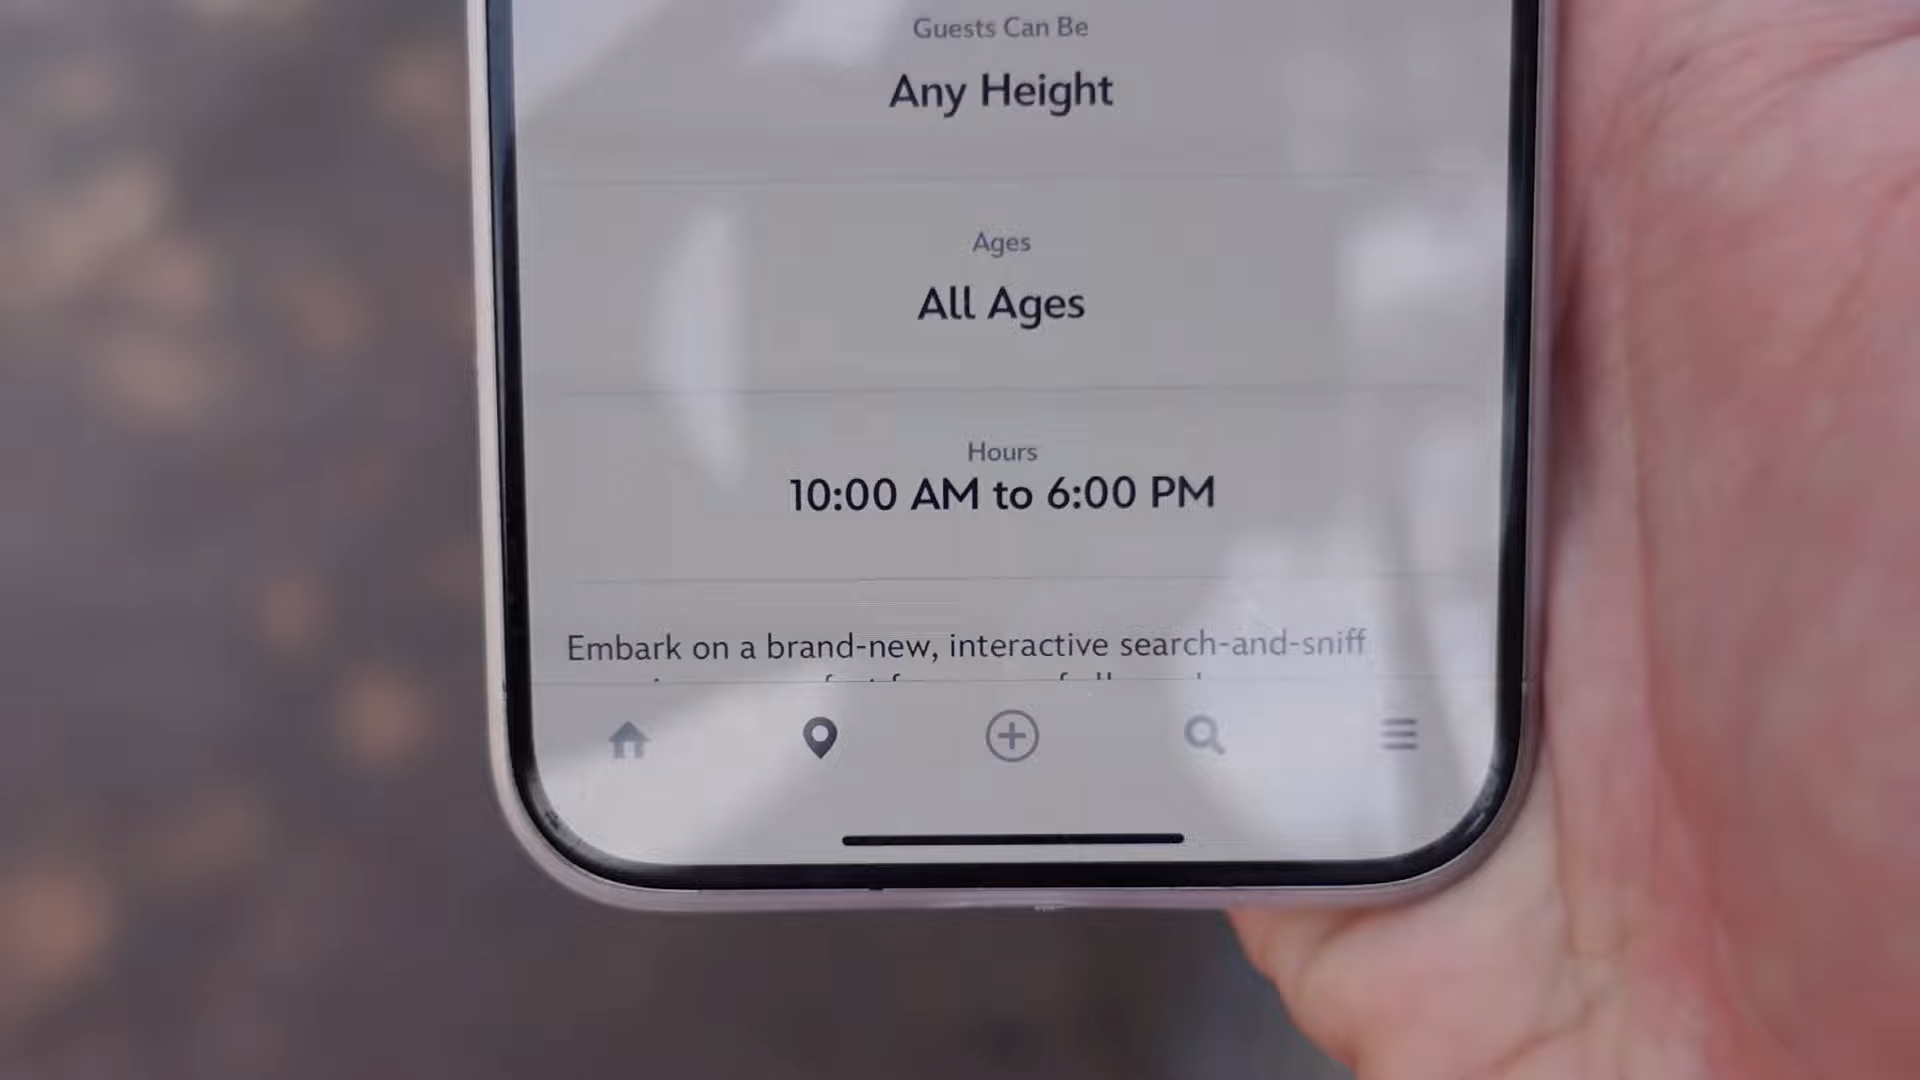 Guests Can Be
Any Height
Ages
All Ages
Hours
10:00 AM to 6:00 PM
Embark on a brand-new, interactive search-and-sniff